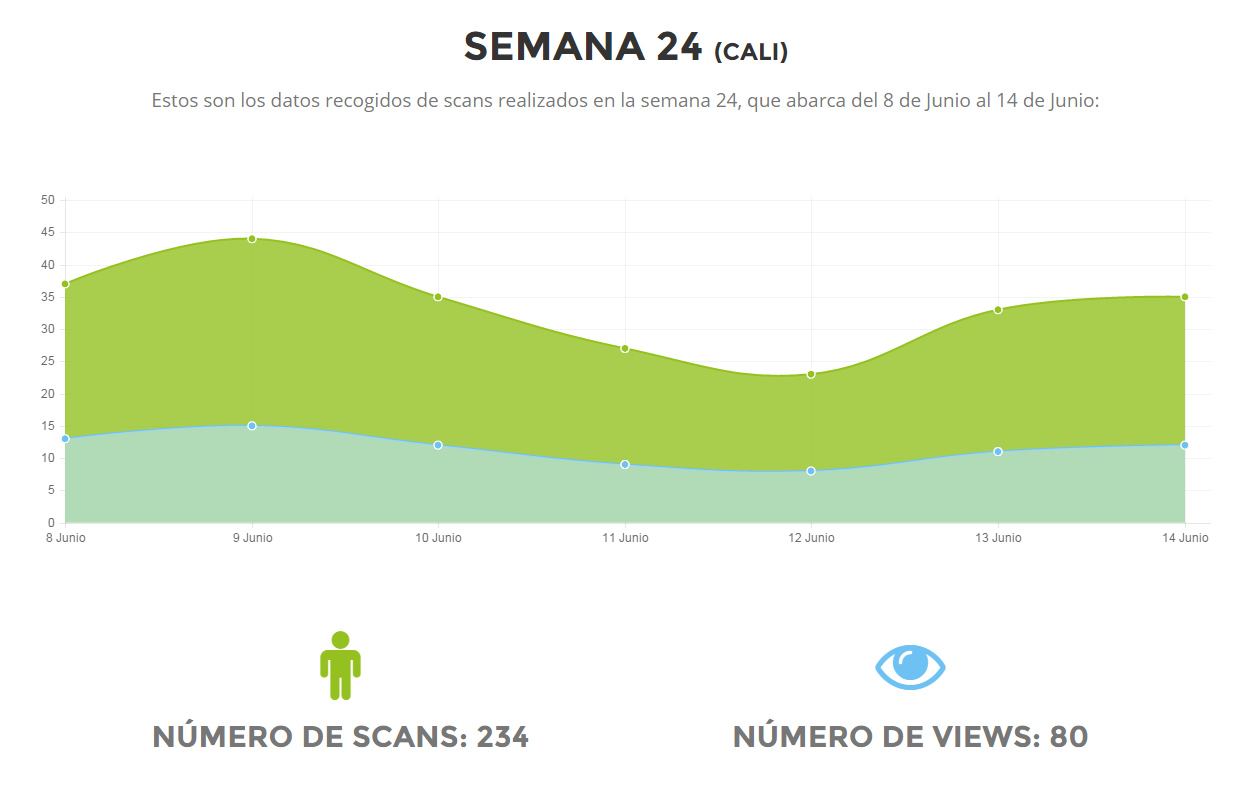 SEMANA 24 (CALI)
Estos son los datos recogidos de scans realizados en la semana 24, que abarca del 8 de Junio al 14 de Junio:
50
45
40
35
30
25
20
15
10
5
0
8 Junio 9 Junio 10 Junio 11 Junio 12 Junio 13 Junio 14 Junio
NÚMERO DE SCANS: 234 NÚMERO DE VIEWS: 80